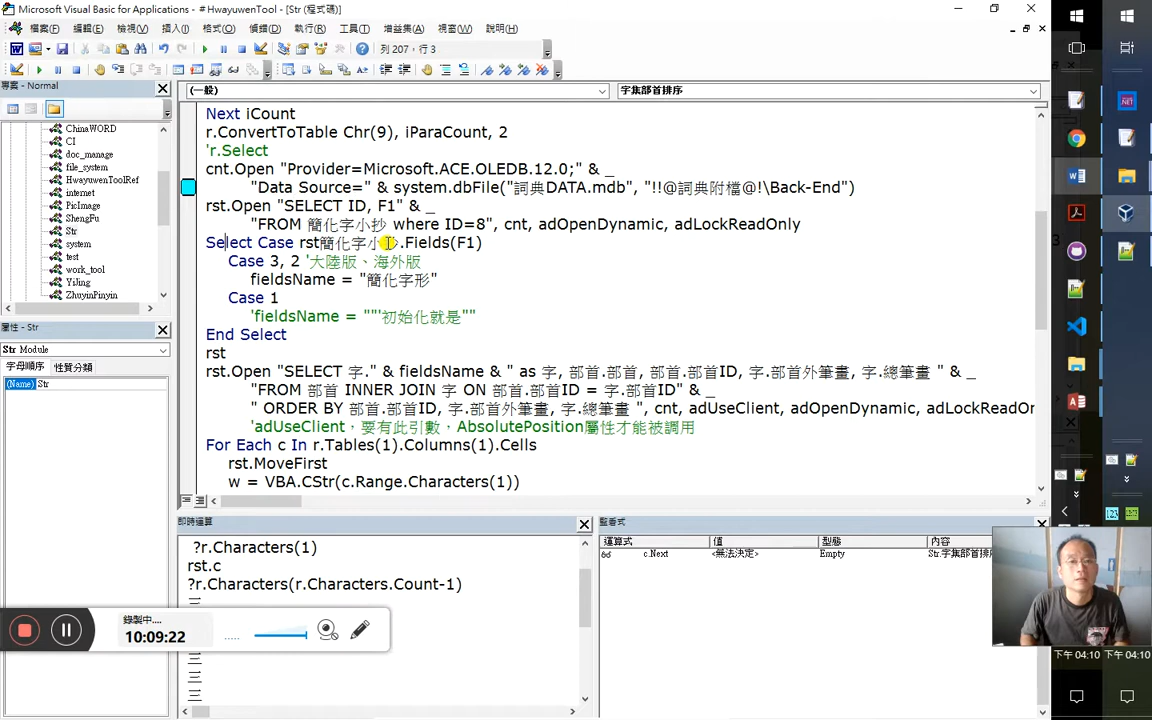 Microsoft Visual Basic for Applications - # HwayuwenTool - [Str (程式碼)]
檔案(F) 編輯(E) 檢視(V) 插入(I) 格式(O) 偵錯(D) 執行(R) 工具(T) 增益集(A) 視窗(W) 說明(H)
列 207, 行 3
專案 - Normal
ChinaWORD
CI
doc_manage
file_system
HwayuwenToolRef
internet
PicImage
ShengFu
Str
system
test
work_tool
YiJing
ZhuyinPinyin
屬性 - Str
Str Module
字母順序 性質分類
(Name) Str
(一般) 字集部首排序
Next iCount
r.ConvertToTable Chr(9), iParaCount, 2
'r.Select
cnt.Open "Provider=Microsoft.ACE.OLEDB.12.0;" & _
"Data Source=" & system.dbFile("詞典DATA.mdb", "!!@詞典附檔@!\Back-End")
rst.Open "SELECT ID, F1" & _
"FROM 簡化字小抄 where ID=8", cnt, adOpenDynamic, adLockReadOnly
Select Case rst簡化字小抄.Fields(F1)
Case 3, 2 '大陸版、海外版
fieldsName = "簡化字形"
Case 1
'fieldsName = """初始化就是""
End Select
rst
rst.Open "SELECT 字." & fieldsName & " as 字, 部首.部首, 部首.部首ID, 字.部首外筆畫, 字.總筆畫 " & _
"FROM 部首 INNER JOIN 字 ON 部首.部首ID = 字.部首ID" & _
" ORDER BY 部首.部首ID, 字.部首外筆畫, 字.總筆畫 ", cnt, adUseClient, adOpenDynamic, adLockReadOn
'adUseClient，要有此引數，AbsolutePosition屬性才能被調用
For Each c In r.Tables(1).Columns(1).Cells
rst.MoveFirst
w = VBA.CStr(c.Range.Characters(1))
即時運算
?r.Characters(1)
rst.c
?r.Characters(r.Characters.Count-1)
三
三
三
三
監看式
運算式 值 型態 內容
c.Next <無法決定> Empty Str.字集部首排
錄製中....
10:09:22
下午 04:10 下午 04:10